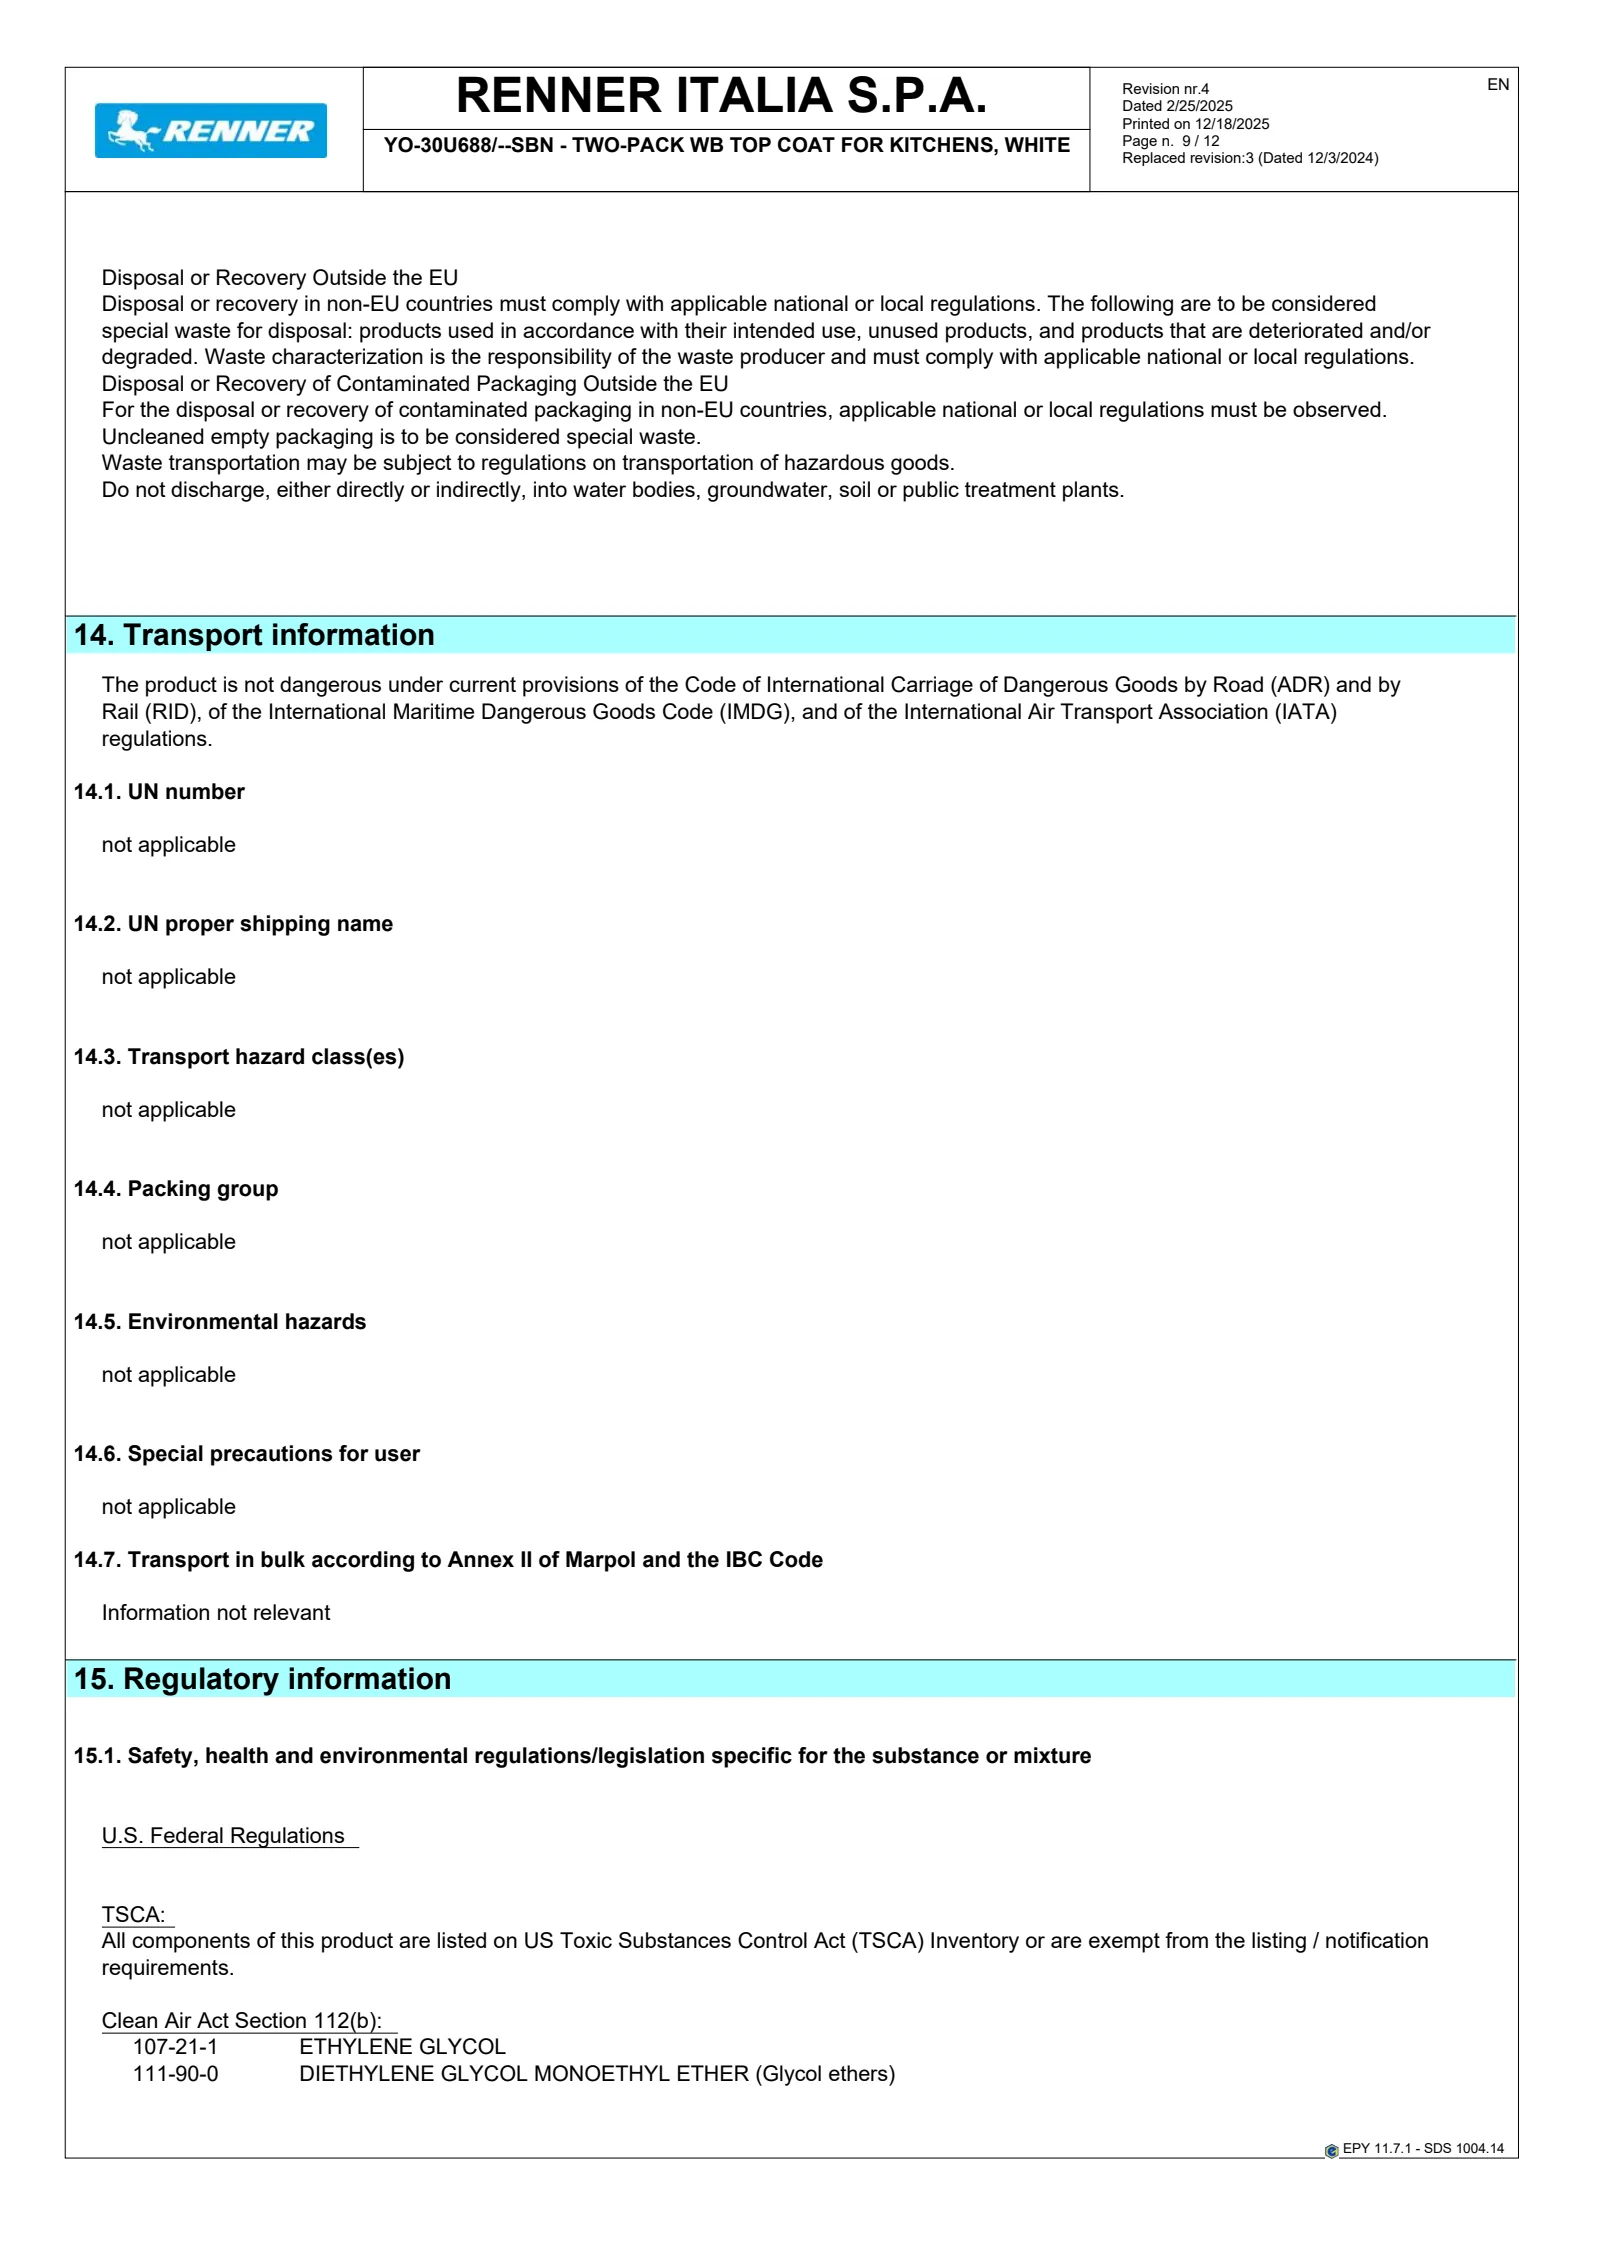 RENNER
RENNER ITALIA S.P.A.
YO-30U688/--SBN - TWO-PACK WB TOP COAT FOR KITCHENS, WHITE
Revision nr.4
Dated 2/25/2025
Printed on 12/18/2025
Page n. 9 / 12
Replaced revision:3 (Dated 12/3/2024)
EN
Disposal or Recovery Outside the EU
Disposal or recovery in non-EU countries must comply with applicable national or local regulations. The following are to be considered
special waste for disposal: products used in accordance with their intended use, unused products, and products that are deteriorated and/or
degraded. Waste characterization is the responsibility of the waste producer and must comply with applicable national or local regulations.
Disposal or Recovery of Contaminated Packaging Outside the EU
For the disposal or recovery of contaminated packaging in non-EU countries, applicable national or local regulations must be observed.
Uncleaned empty packaging is to be considered special waste.
Waste transportation may be subject to regulations on transportation of hazardous goods.
Do not discharge, either directly or indirectly, into water bodies, groundwater, soil or public treatment plants.
14. Transport information
The product is not dangerous under current provisions of the Code of International Carriage of Dangerous Goods by Road (ADR) and by
Rail (RID), of the International Maritime Dangerous Goods Code (IMDG), and of the International Air Transport Association (IATA)
regulations.
14.1. UN number
not applicable
14.2. UN proper shipping name
not applicable
14.3. Transport hazard class(es)
not applicable
14.4. Packing group
not applicable
14.5. Environmental hazards
not applicable
14.6. Special precautions for user
not applicable
14.7. Transport in bulk according to Annex II of Marpol and the IBC Code
Information not relevant
15. Regulatory information
15.1. Safety, health and environmental regulations/legislation specific for the substance or mixture
U.S. Federal Regulations
TSCA:
All components of this product are listed on US Toxic Substances Control Act (TSCA) Inventory or are exempt from the listing / notification
requirements.
Clean Air Act Section 112(b):
107-21-1 ETHYLENE GLYCOL
111-90-0 DIETHYLENE GLYCOL MONOETHYL ETHER (Glycol ethers)
EPY 11.7.1 - SDS 1004.14